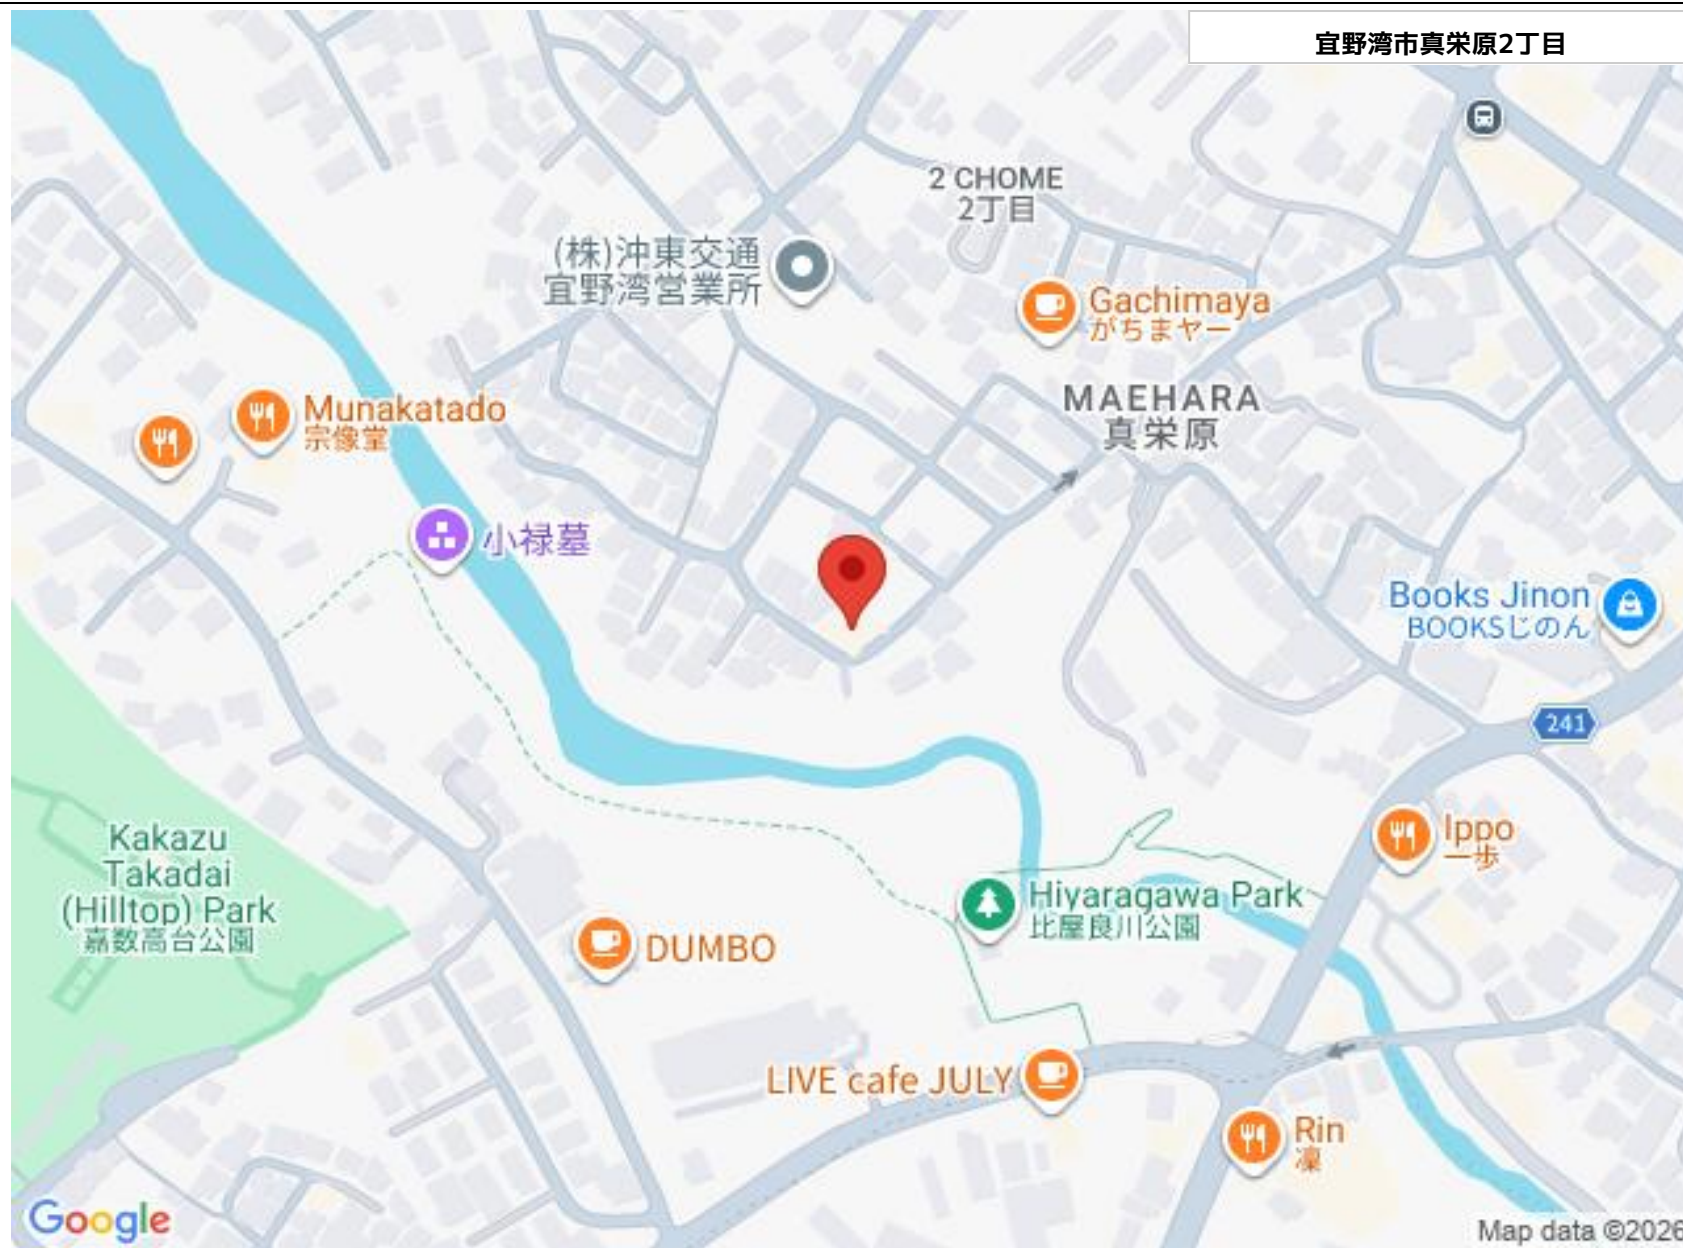 宜野湾市真栄原2丁目
2 CHOME
2丁目
(株)沖東交通
宜野湾営業所
Gachimaya
がちまヤー
MAEHARA
真栄原
Munakatado
宗像堂
小禄墓
Books Jinon
BOOKSじのん
241
Kakazu
Takadai
(Hilltop) Park
嘉数高台公園
Ippo
一歩
Hiyaragawa Park
比屋良川公園
DUMBO
LIVE cafe JULY
Rin
凜
Google
Map data ©2026